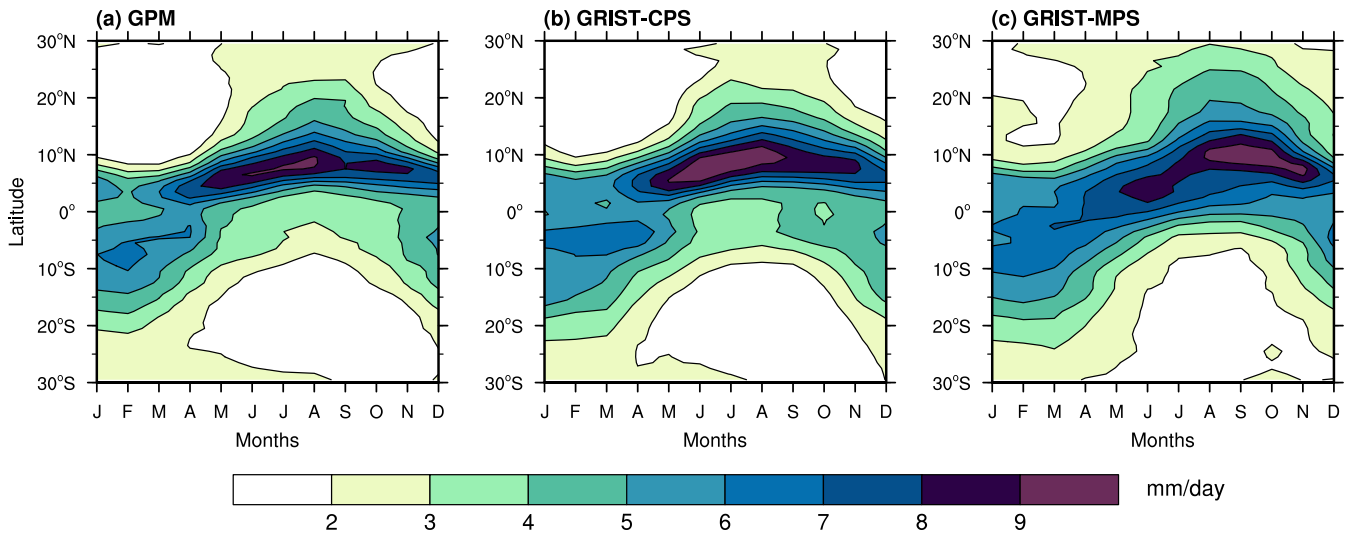 (a) GPM (b) GRIST-CPS (c) GRIST-MPS
30°N 30°N 30°N
20°N 20°N 20°N
10°N 10°N 10°N
Latitude 0° 0° 0°
10°S 10°S 10°S
20°S 20°S 20°S
30°S 30°S 30°S
J F M A M J J A S O N D J F M A M J J A S O N D J F M A M J J A S O N D
Months Months Months
mm/day
2 3 4 5 6 7 8 9